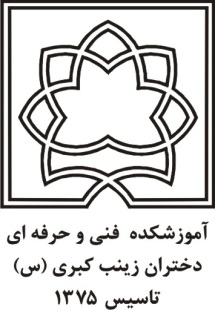 آموزشکده فنی و حرفه ای
دختران زینب کبری (س)
تاسیس ۱۳۷۵